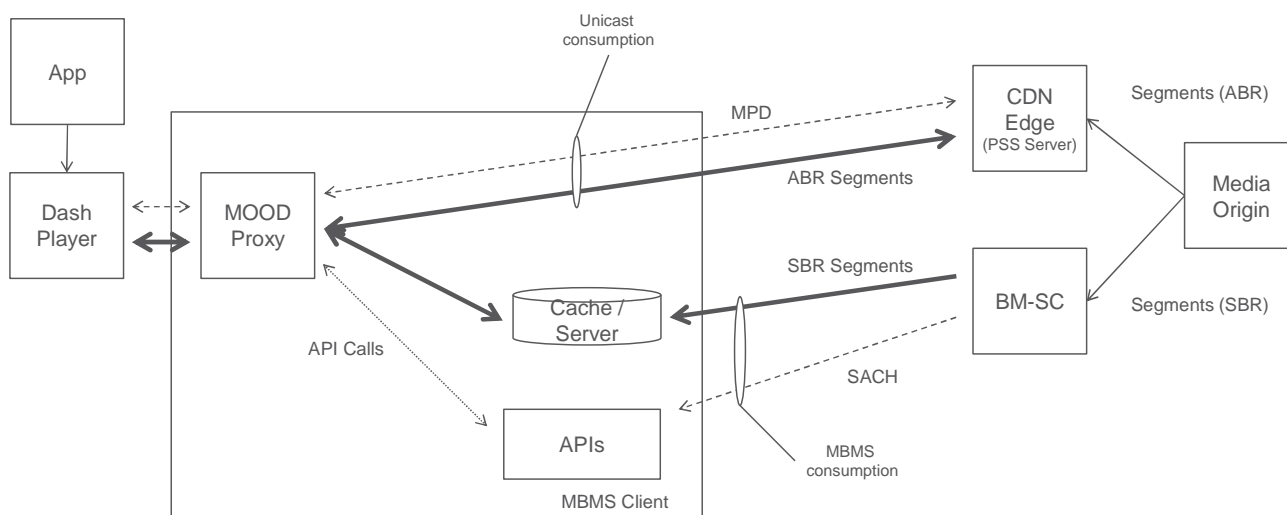 Unicast
consumption
App
MPD
CDN
Edge
(PSS Server)
Segments (ABR)
Dash
Player
MOOD
Proxy
ABR Segments
Media
Origin
SBR Segments
BM-SC
Segments (SBR)
Cache /
Server
API Calls
SACH
APIs
MBMS
consumption
MBMS Client